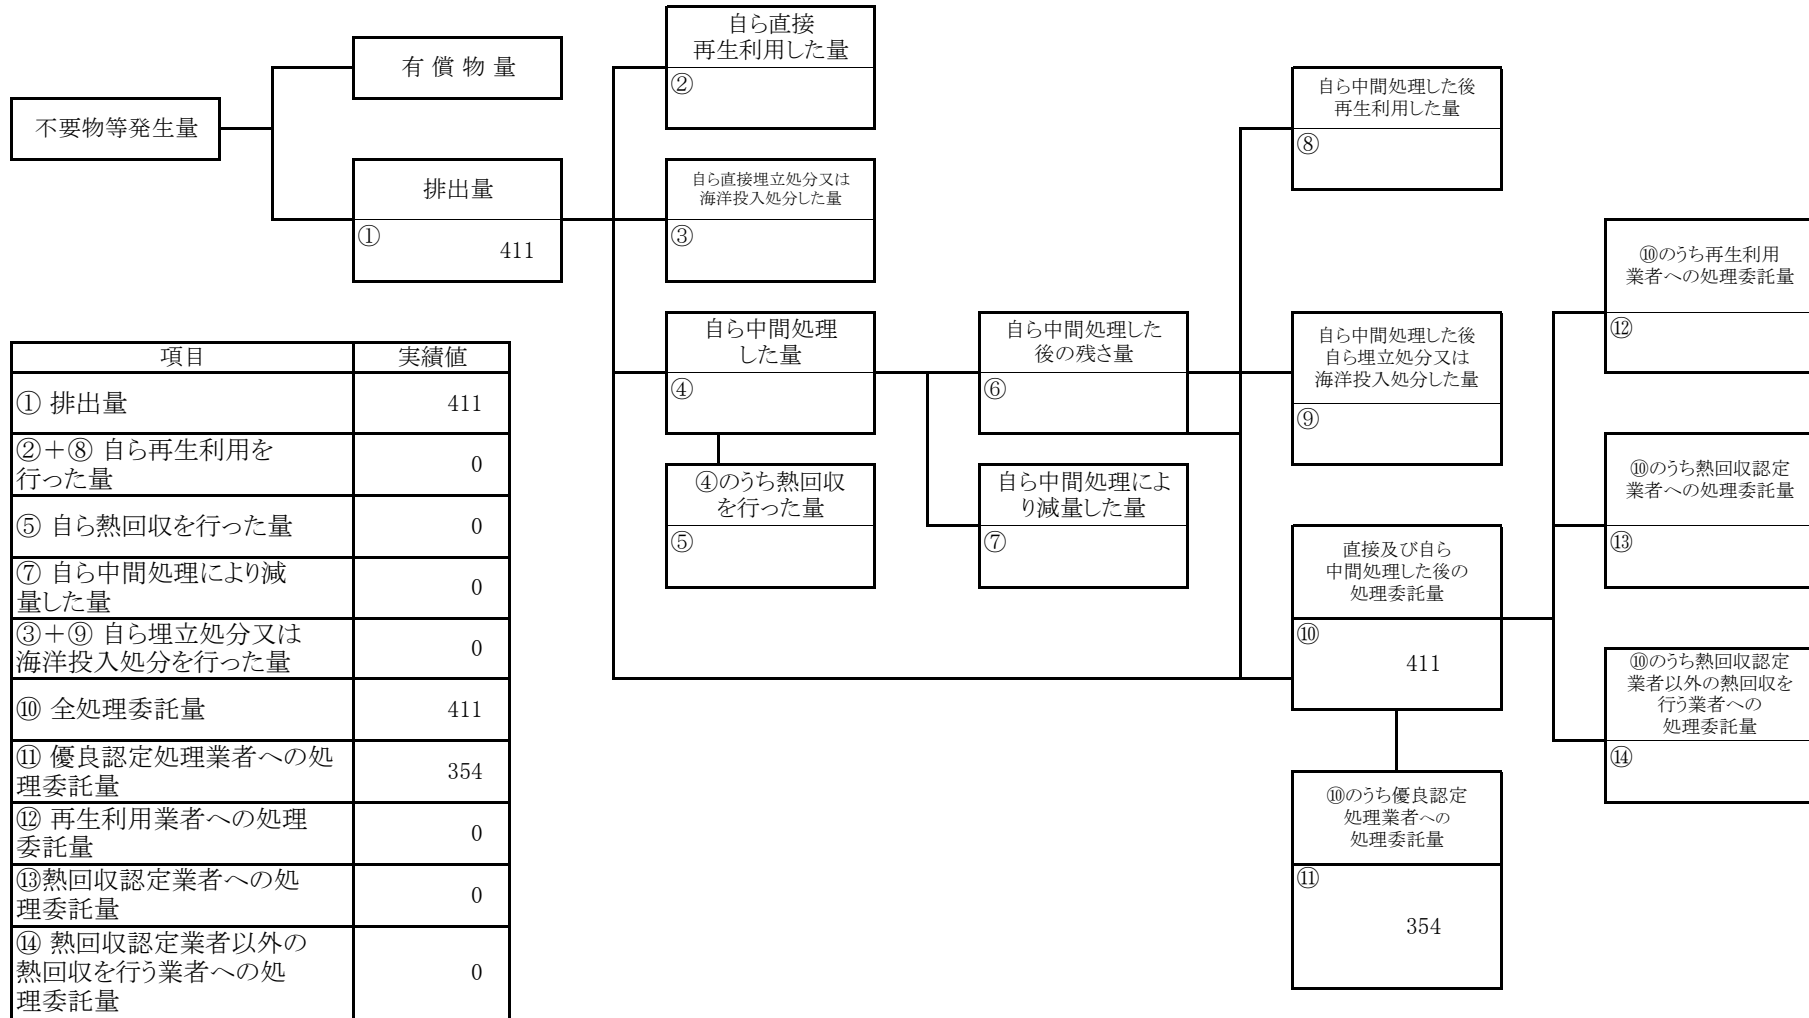 自ら直接
再生利用した量
②
有 償 物 量
不要物等発生量
排出量
①
411
自ら直接埋立処分又は
海洋投入処分した量
③
自ら中間処理した後
再生利用した量
⑧
⑩のうち再生利用
業者への処理委託量
⑫
自ら中間処理
した量
④
自ら中間処理した
後の残さ量
⑥
自ら中間処理した後
自ら埋立処分又は
海洋投入処分した量
⑨
④のうち熱回収
を行った量
⑤
自ら中間処理によ
り減量した量
⑦
⑩のうち熱回収認定
業者への処理委託量
⑬
直接及び自ら
中間処理した後の
処理委託量
⑩
411
⑩のうち熱回収認定
業者以外の熱回収を
行う業者への
処理委託量
⑭
⑩のうち優良認定
処理業者への
処理委託量
⑪
354
項目 実績値
① 排出量 411
②＋⑧ 自ら再生利用を
行った量 0
⑤ 自ら熱回収を行った量 0
⑦ 自ら中間処理により減
量した量 0
③＋⑨ 自ら埋立処分又は
海洋投入処分を行った量 0
⑩ 全処理委託量 411
⑪ 優良認定処理業者への処
理委託量 354
⑫ 再生利用業者への処理
委託量 0
⑬熱回収認定業者への処
理委託量 0
⑭ 熱回収認定業者以外の
熱回収を行う業者への処
理委託量 0